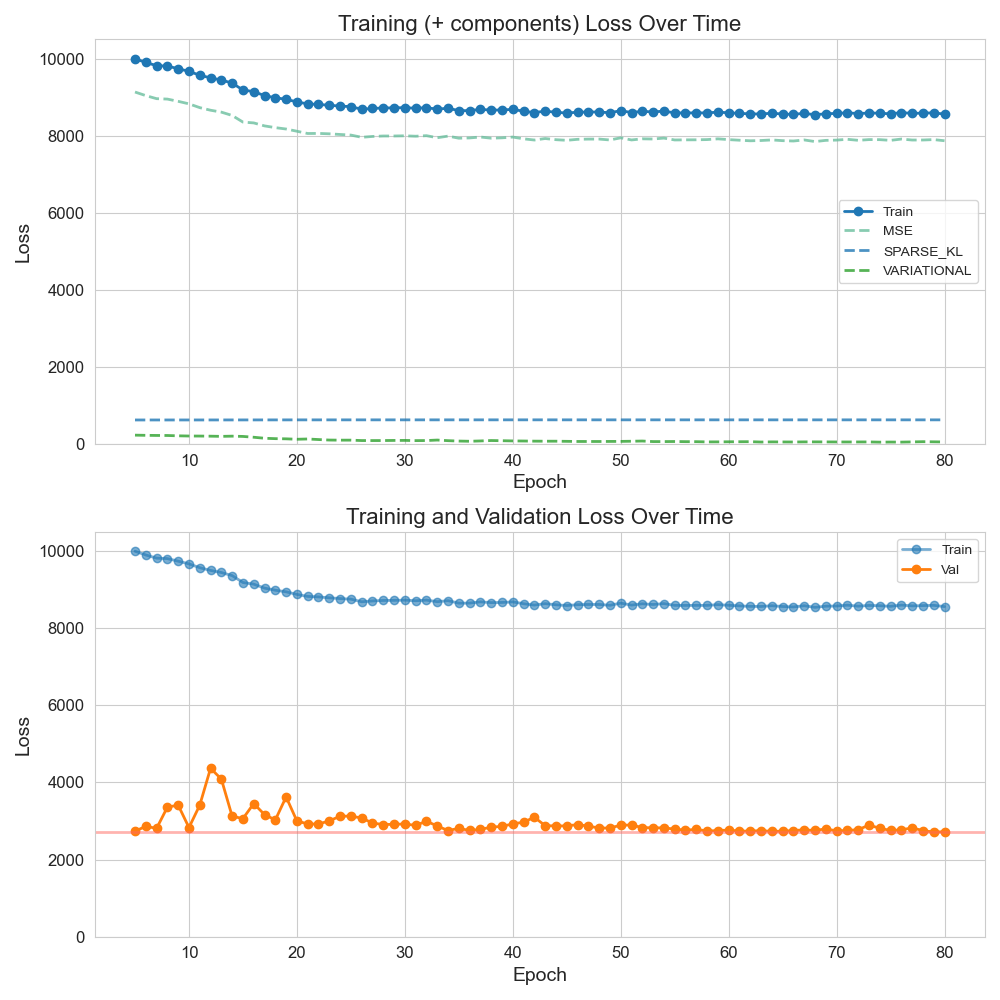 Training (+ components) Loss Over Time
10000
8000
6000
4000
2000
0
Loss
Train
MSE
SPARSE_KL
VARIATIONAL
10 20 30 40 50 60 70 80
Epoch
Training and Validation Loss Over Time
10000
8000
6000
4000
2000
0
Loss
Train
Val
10 20 30 40 50 60 70 80
Epoch